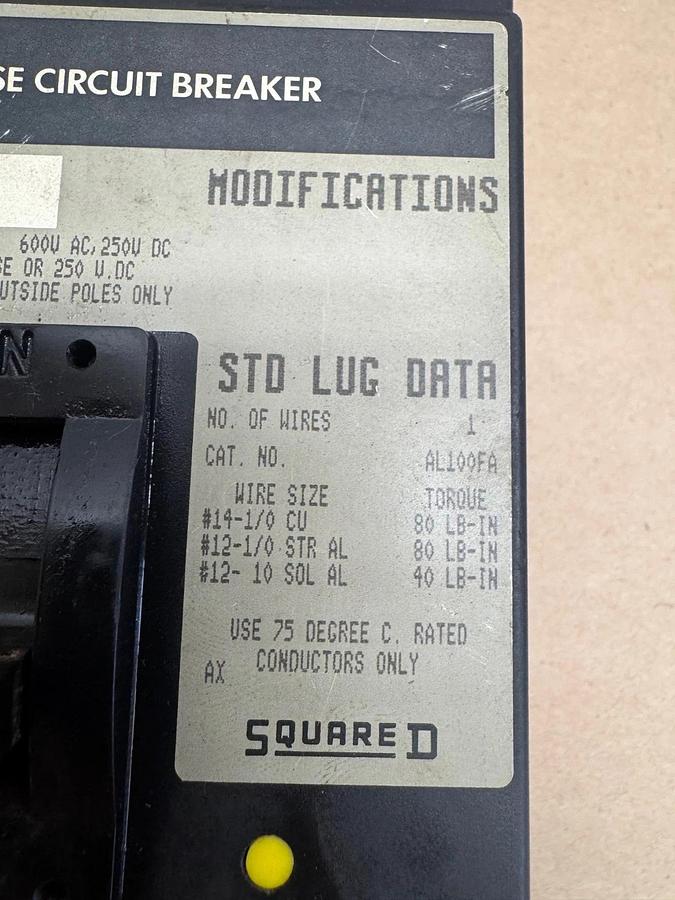 SE CIRCUIT BREAKER
MODIFICATIONS
600V AC, 250V DC
SE OR 250 V.DC
UTSIDE POLES ONLY
N
STD LUG DATA
NO. OF WIRES 1
CAT. NO. AL100FA
WIRE SIZE TORQUE
#14-1/0 CU 80 LB-IN
#12-1/0 STR AL 80 LB-IN
#12- 10 SOL AL 40 LB-IN
USE 75 DEGREE C. RATED
CONDUCTORS ONLY
AX
SQUARE D